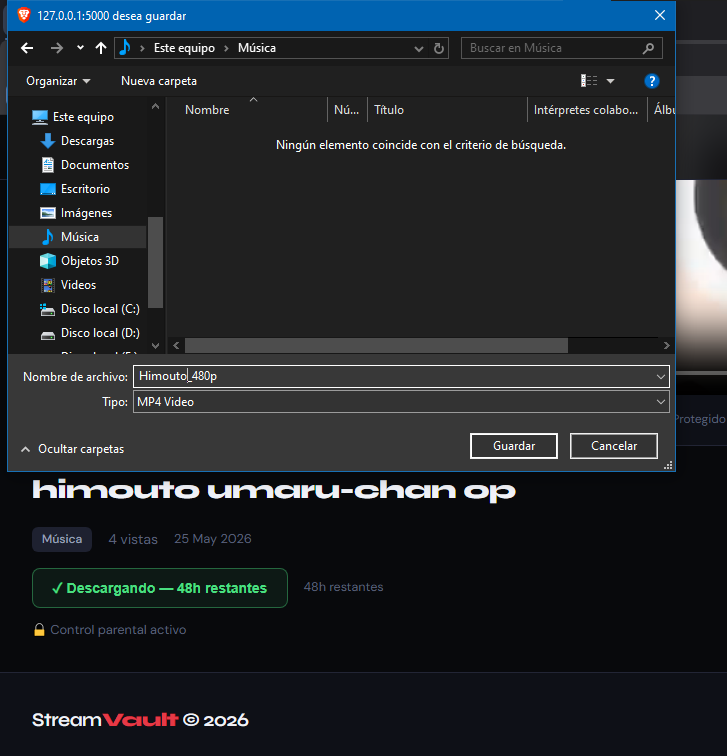 127.0.0.1:5000 desea guardar
Este equipo > Música
Buscar en Música
Organizar
Nueva carpeta
Nombre
Nú...
Título
Intérpretes colabo...
Álbu
Ningún elemento coincide con el criterio de búsqueda.
Este equipo
Descargas
Documentos
Escritorio
Imágenes
Música
Objetos 3D
Videos
Disco local (C:)
Disco local (D:)
Nombre de archivo: Himouto_480p
Tipo: MP4 Video
Ocultar carpetas
Guardar
Cancelar
Protegido
himouto umaru-chan op
Música
4 vistas
25 May 2026
✓ Descargando — 48h restantes
48h restantes
🔒 Control parental activo
StreamVault © 2026